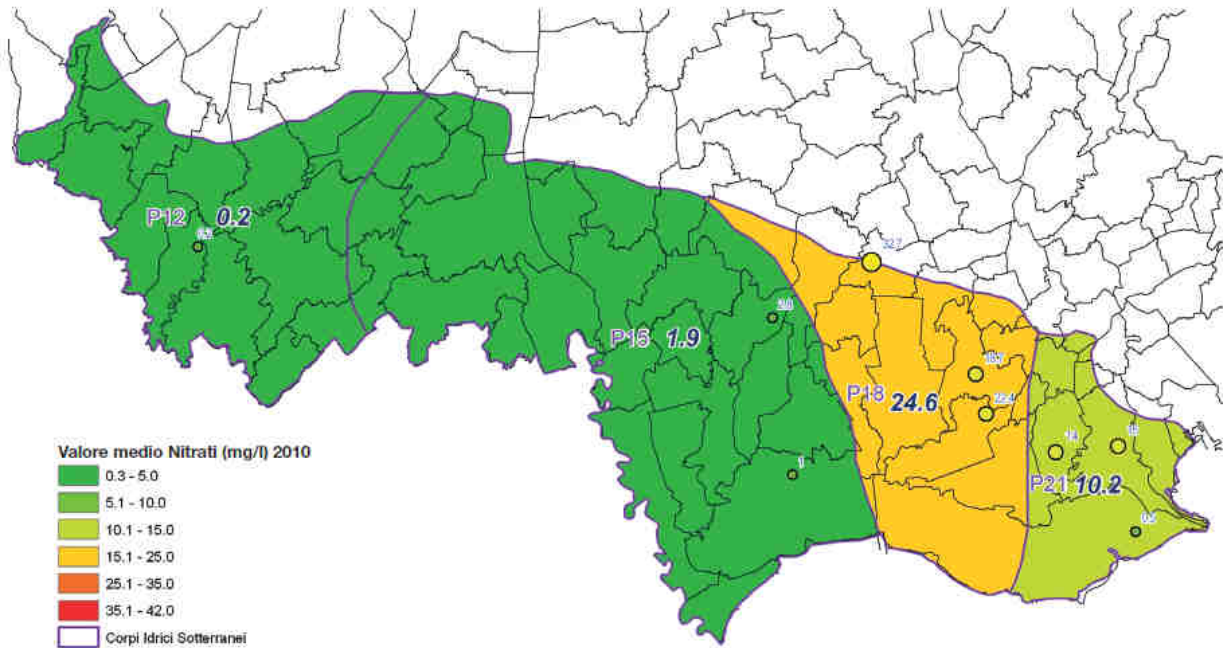 P12 0.2
32.7
2.8
P15 1.9
P18 24.6
22.4
14
1
P21 10.2
Valore medio Nitrati (mg/l) 2010
0.3 - 5.0
5.1 - 10.0
10.1 - 15.0
15.1 - 25.0
25.1 - 35.0
35.1 - 42.0
Corpi Idrici Sotterranei